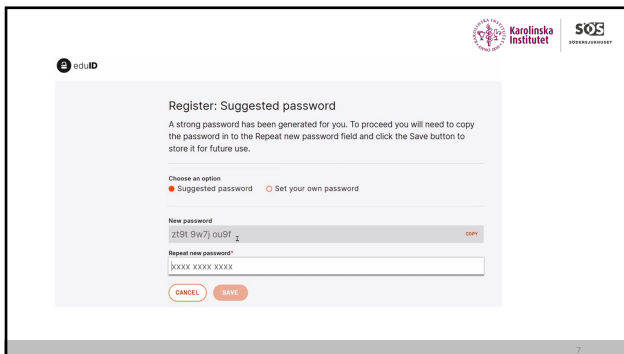 Karolinska
Institutet
SÖS
SÖDERSJUKHUSET
eduID
Register: Suggested password
A strong password has been generated for you. To proceed you will need to copy
the password in to the Repeat new password field and click the Save button to
store it for future use.
Choose an option
Suggested password Set your own password
New password
zt9t 9w7j ou9f
COPY
Repeat new password*
xxxx xxxx xxxx
CANCEL SAVE
7